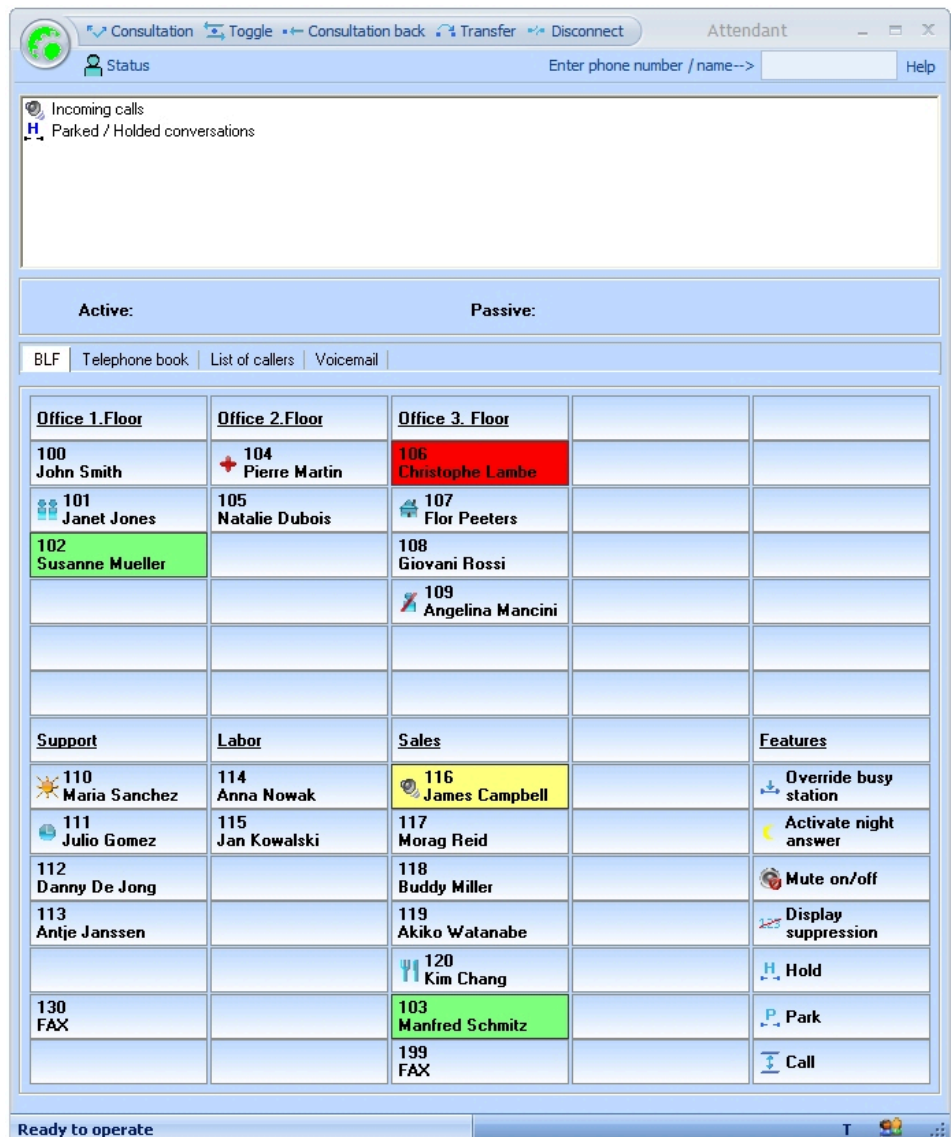 Consultation Toggle Consultation back Transfer Disconnect Attendant
Status Enter phone number / name--> Help
Incoming calls
H Parked / Holded conversations
Active: Passive:
BLF Telephone book List of callers Voicemail
Office 1.Floor Office 2.Floor Office 3. Floor
100 104 106
John Smith Pierre Martin Christophe Lambe
101 105 107
Janet Jones Natalie Dubois Flor Peeters
102 108
Susanne Mueller Giovani Rossi
109
Angelina Mancini
Support Labor Sales Features
110 114 116 Override busy
Maria Sanchez Anna Nowak James Campbell station
111 115 117 Activate night
Julio Gomez Jan Kowalski Morag Reid answer
112 118
Danny De Jong Buddy Miller Mute on/off
113 119 Display
Antje Janssen Akiko Watanabe 123 suppression
120
Kim Chang H Hold
130 103
FAX Manfred Schmitz P Park
199
FAX Call
Ready to operate T